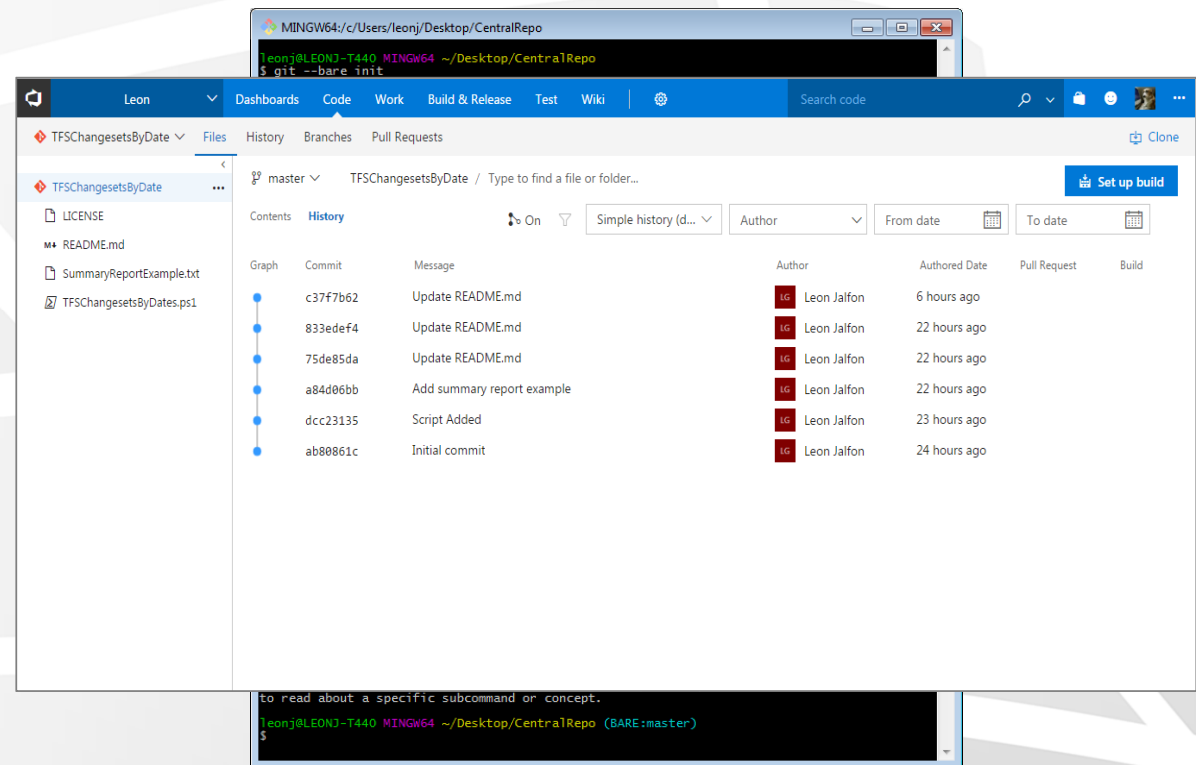 MINGW64:/c/Users/leonj/Desktop/CentralRepo
leonj@LEONJ-T440 MINGW64 ~/Desktop/CentralRepo
$ git --bare init
Leon Dashboards Code Work Build & Release Test Wiki Search code
TFSChangesetsByDate Files History Branches Pull Requests Clone
TFSChangesetsByDate
LICENSE
README.md
SummaryReportExample.txt
TFSChangesetsByDates.ps1
master TFSChangesetsByDate / Type to find a file or folder... Set up build
Contents History On Simple history (d... Author From date To date
Graph Commit Message Author Authored Date Pull Request Build
c37f7b62 Update README.md LG Leon Jalfon 6 hours ago
833edef4 Update README.md LG Leon Jalfon 22 hours ago
75de85da Update README.md LG Leon Jalfon 22 hours ago
a84d06bb Add summary report example LG Leon Jalfon 22 hours ago
dcc23135 Script Added LG Leon Jalfon 23 hours ago
ab80861c Initial commit LG Leon Jalfon 24 hours ago
to read about a specific subcommand or concept.
leonj@LEONJ-T440 MINGW64 ~/Desktop/CentralRepo (BARE:master)
$